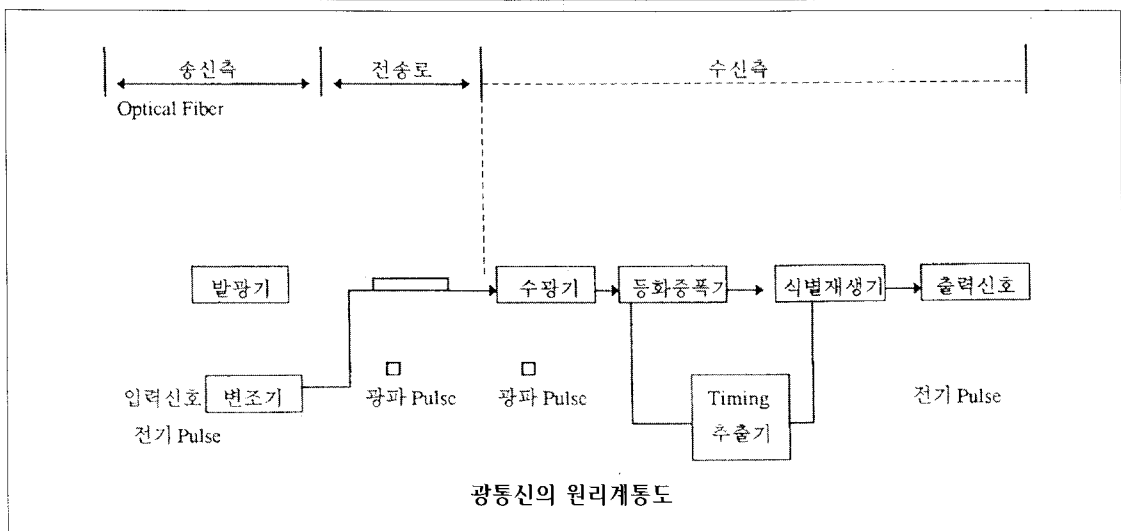 송신측 전송로 수신측
Optical Fiber
발광기 수광기 등화증폭기 식별재생기 출력신호
입력신호 변조기 광파 Pulse 광파 Pulse Timing 추출기 전기 Pulse
전기 Pulse
광통신의 원리계통도